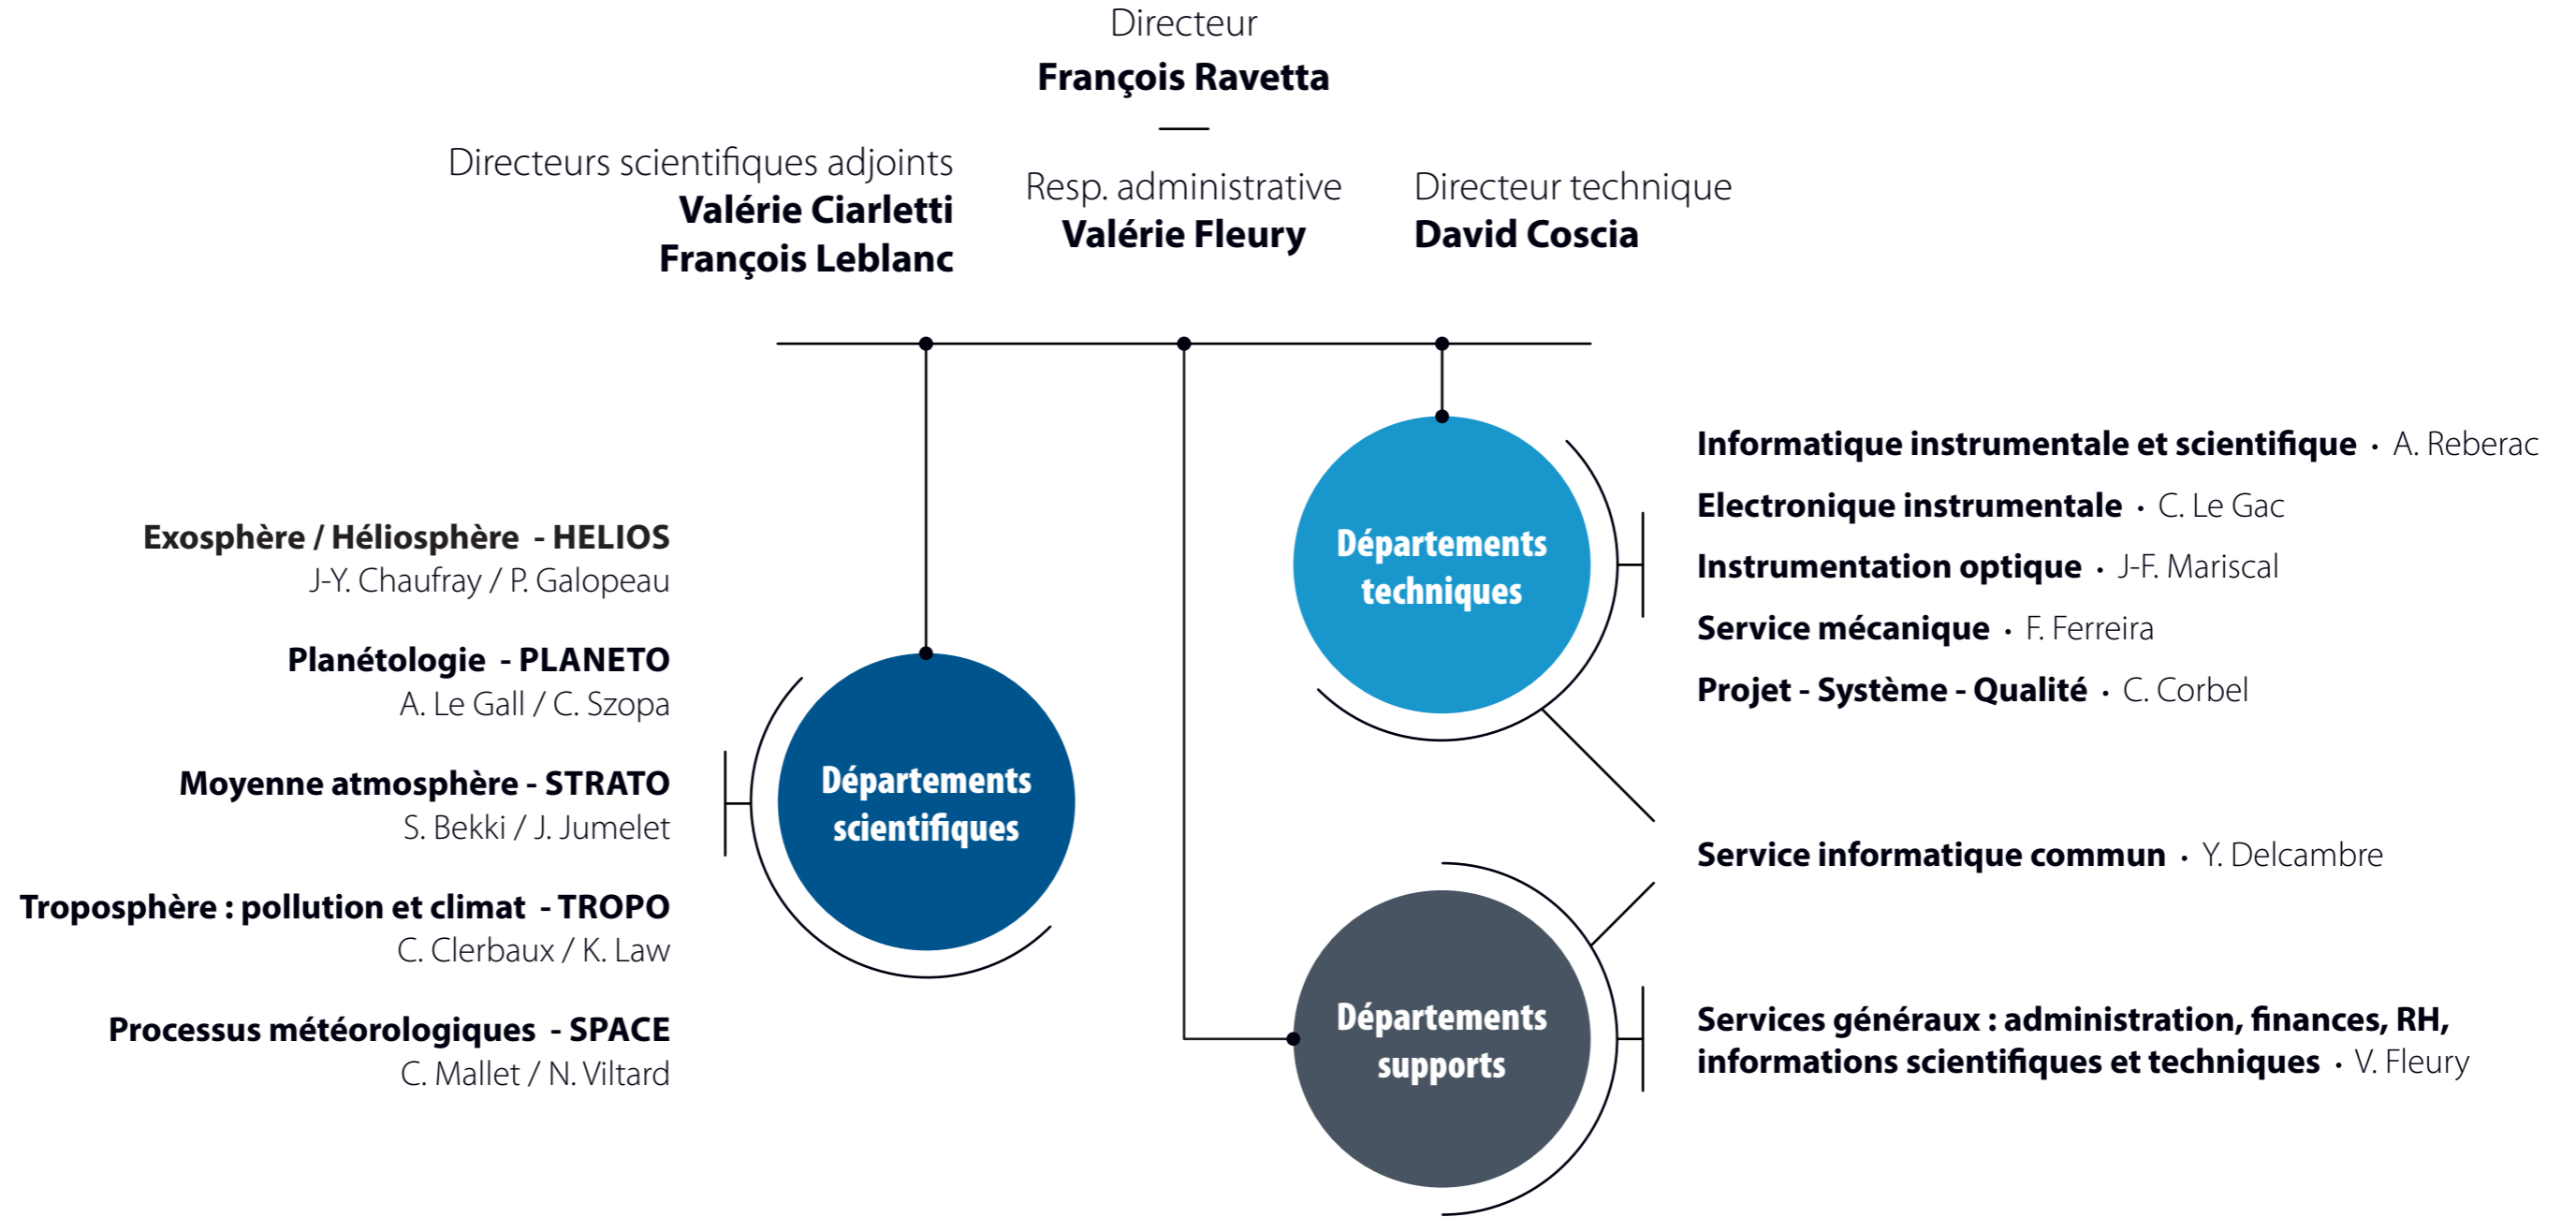 Directeur
François Ravetta
Directeurs scientifiques adjoints
Valérie Ciarletti
François Leblanc
Resp. administrative
Valérie Fleury
Directeur technique
David Coscia
Exosphère / Héliosphère - HELIOS
J-Y. Chaufray / P. Galopeau
Planétologie - PLANETO
A. Le Gall / C. Szopa
Moyenne atmosphère - STRATO
S. Bekki / J. Jumelet
Troposphère : pollution et climat - TROPO
C. Clerbaux / K. Law
Processus météorologiques - SPACE
C. Mallet / N. Viltard
Départements
scientifiques
Départements
techniques
Informatique instrumentale et scientifique · A. Reberac
Electronique instrumentale · C. Le Gac
Instrumentation optique · J-F. Mariscal
Service mécanique · F. Ferreira
Projet - Système - Qualité · C. Corbel
Service informatique commun · Y. Delcambre
Départements
supports
Services généraux : administration, finances, RH,
informations scientifiques et techniques · V. Fleury